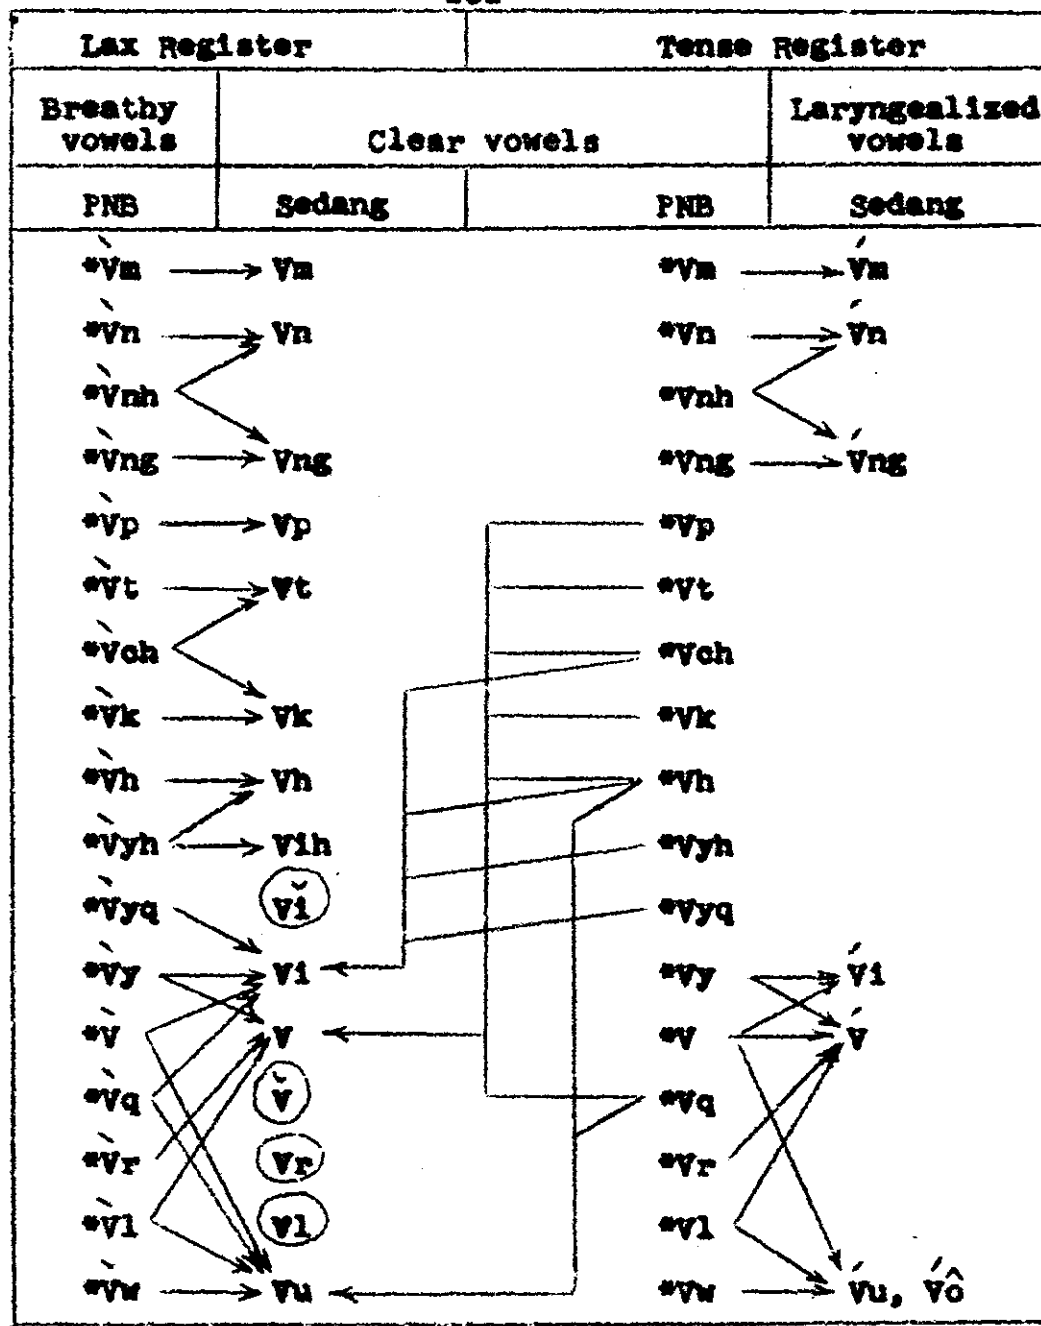 Lax Register Tense Register
Breathy vowels Clear vowels Laryngealized vowels
PNB Sedang PNB Sedang
*V̀m Vm *Vm V́m
*V̀n Vn *Vn V́n
*V̀nh *Vnh
*V̀ng Vng *Vng V́ng
*V̀p Vp *Vp
*V̀t Vt *Vt
*V̀ch *Vch
*V̀k Vk *Vk
*V̀h Vh *Vh
*V̀yh Vih *Vyh
*V̀yq Vĭ *Vyq
*V̀y Vi *Vy V́i
*V̀ V *V V́
*V̀q V̆ *Vq
*V̀r Vr *Vr
*V̀l Vl *Vl
*V̀w Vu *Vw V́u, V́ô